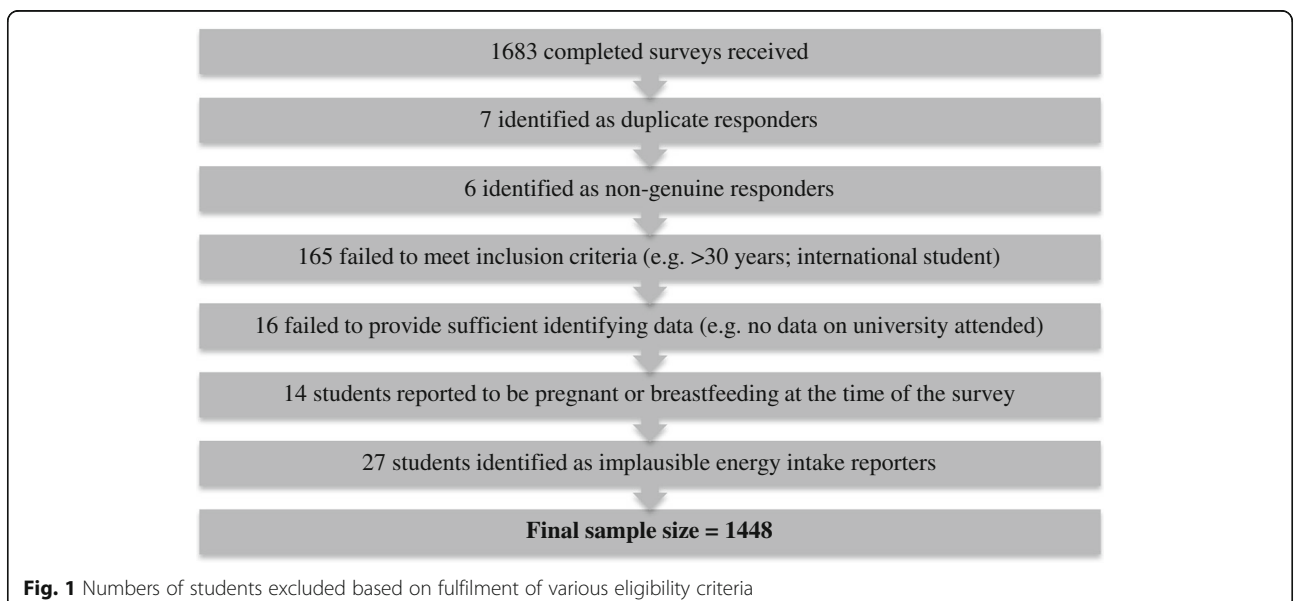 1683 completed surveys received
7 identified as duplicate responders
6 identified as non-genuine responders
165 failed to meet inclusion criteria (e.g. >30 years; international student)
16 failed to provide sufficient identifying data (e.g. no data on university attended)
14 students reported to be pregnant or breastfeeding at the time of the survey
27 students identified as implausible energy intake reporters
Final sample size = 1448
Fig. 1 Numbers of students excluded based on fulfilment of various eligibility criteria